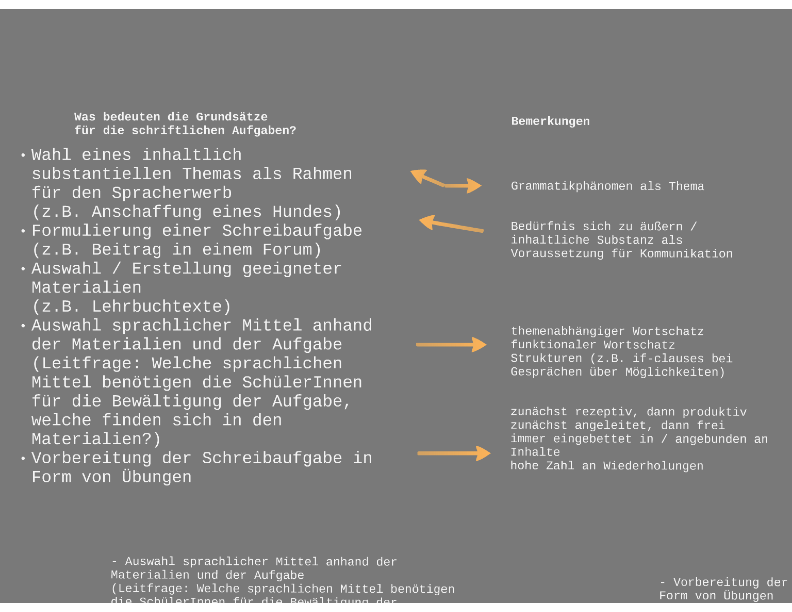 Was bedeuten die Grundsätze
für die schriftlichen Aufgaben?
• Wahl eines inhaltlich
substantiellen Themas als Rahmen
für den Spracherwerb
(z.B. Anschaffung eines Hundes)
• Formulierung einer Schreibaufgabe
(z.B. Beitrag in einem Forum)
• Auswahl / Erstellung geeigneter
Materialien
(z.B. Lehrbuchtexte)
• Auswahl sprachlicher Mittel anhand
der Materialien und der Aufgabe
(Leitfrage: Welche sprachlichen
Mittel benötigen die SchülerInnen
für die Bewältigung der Aufgabe,
welche finden sich in den
Materialien?)
• Vorbereitung der Schreibaufgabe in
Form von Übungen
Bemerkungen
Grammatikphänomen als Thema
Bedürfnis sich zu äußern /
inhaltliche Substanz als
Voraussetzung für Kommunikation
themenabhängiger Wortschatz
funktionaler Wortschatz
Strukturen (z.B. if-clauses bei
Gesprächen über Möglichkeiten)
zunächst rezeptiv, dann produktiv
zunächst angeleitet, dann frei
immer eingebettet in / angebunden an
Inhalte
hohe Zahl an Wiederholungen
- Auswahl sprachlicher Mittel anhand der
Materialien und der Aufgabe
(Leitfrage: Welche sprachlichen Mittel benötigen
die SchülerInnen für die Bewältigung der
- Vorbereitung der
Form von Übungen